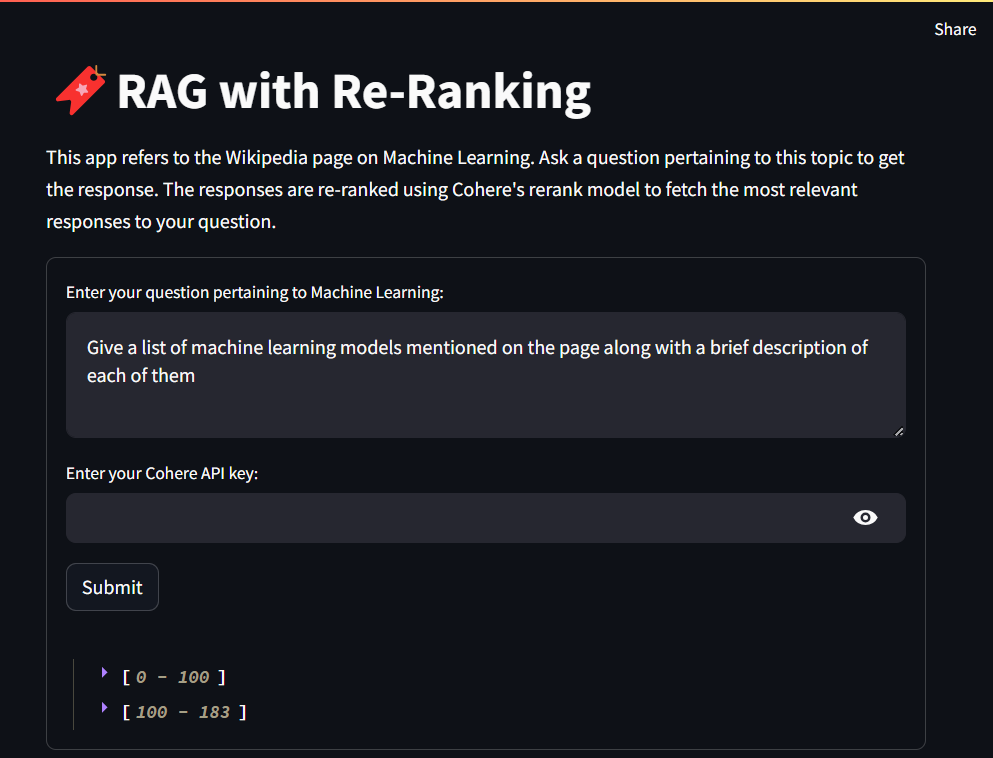 Share
RAG with Re-Ranking
This app refers to the Wikipedia page on Machine Learning. Ask a question pertaining to this topic to get
the response. The responses are re-ranked using Cohere's rerank model to fetch the most relevant
responses to your question.
Enter your question pertaining to Machine Learning:
Give a list of machine learning models mentioned on the page along with a brief description of
each of them
Enter your Cohere API key:
Submit
[ 0 – 100 ]
[ 100 – 183 ]